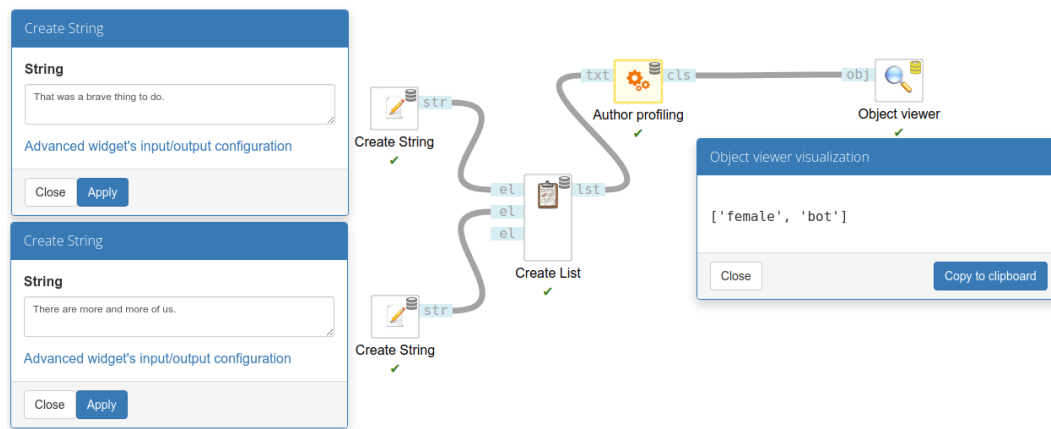 Create String
String
That was a brave thing to do.
Advanced widget's input/output configuration
Close Apply
Create String
String
There are more and more of us.
Advanced widget's input/output configuration
Close Apply
str
Create String
str
Create String
el
el
el
lst
Create List
txt
cls
Author profiling
obj
Object viewer
Object viewer visualization
['female', 'bot']
Close Copy to clipboard